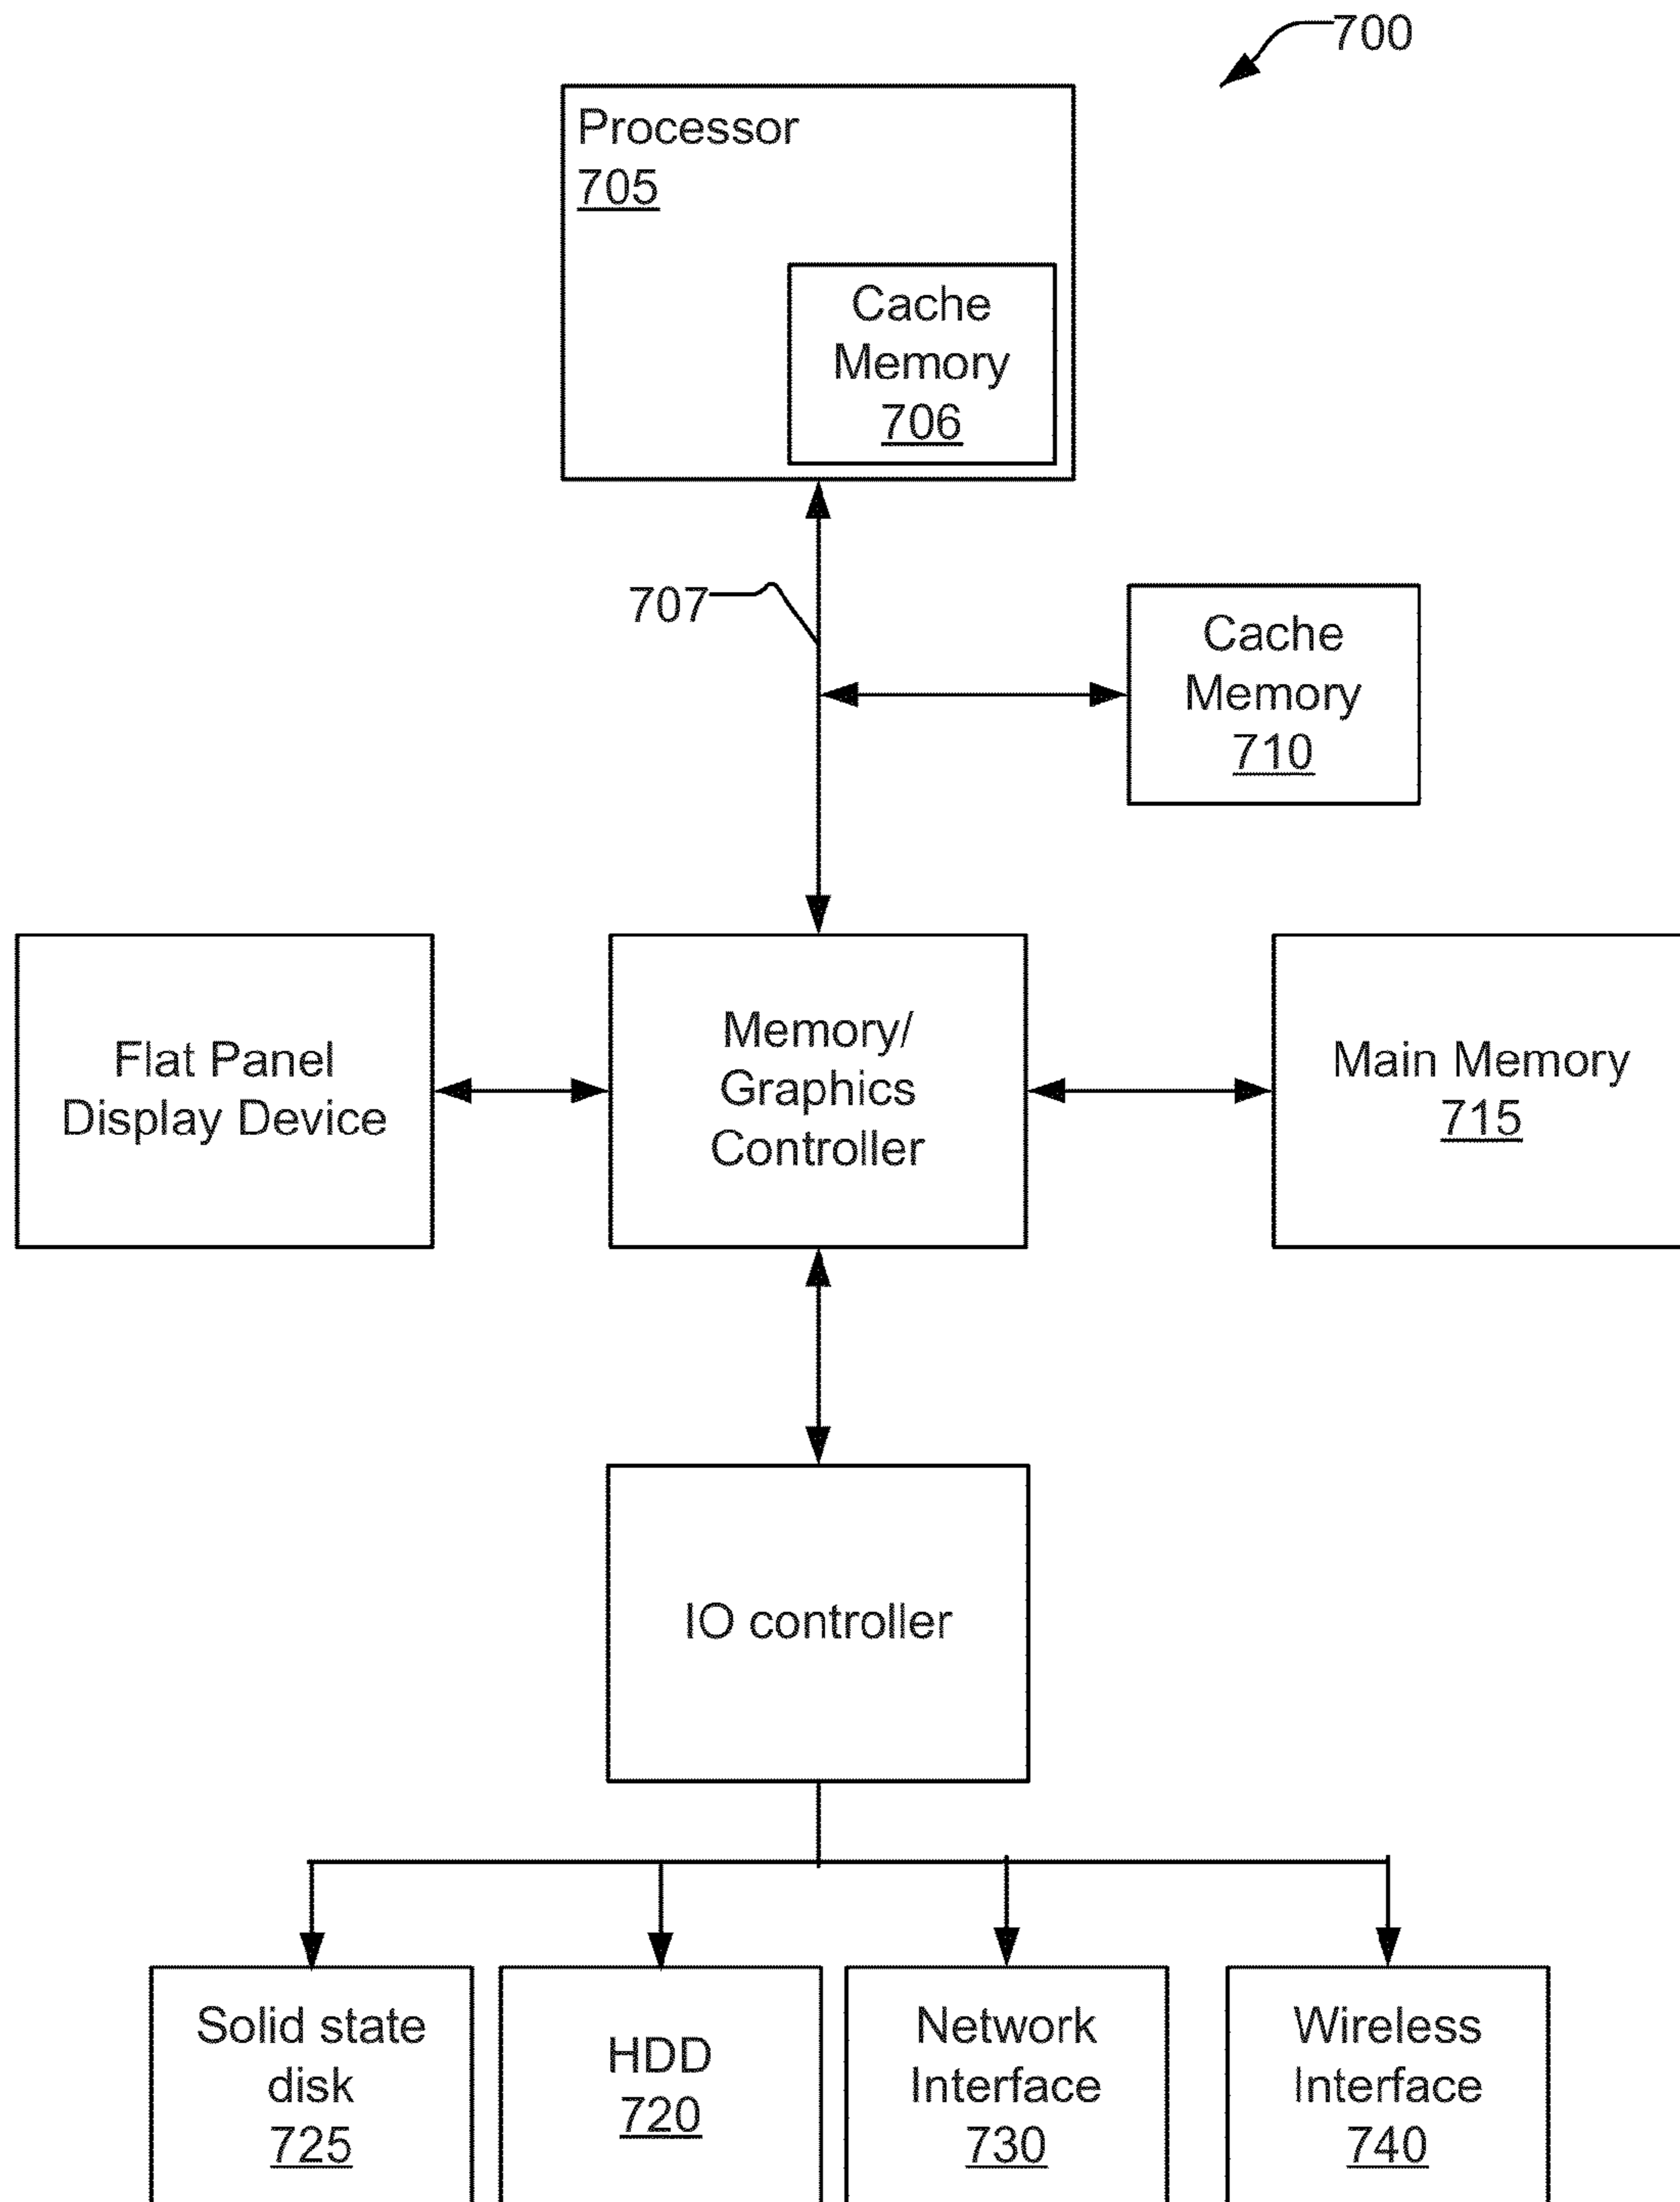 700
Processor
705
Cache
Memory
706
707
Cache
Memory
710
Flat Panel
Display Device
Memory/
Graphics
Controller
Main Memory
715
IO controller
Solid state
disk
725
HDD
720
Network
Interface
730
Wireless
Interface
740